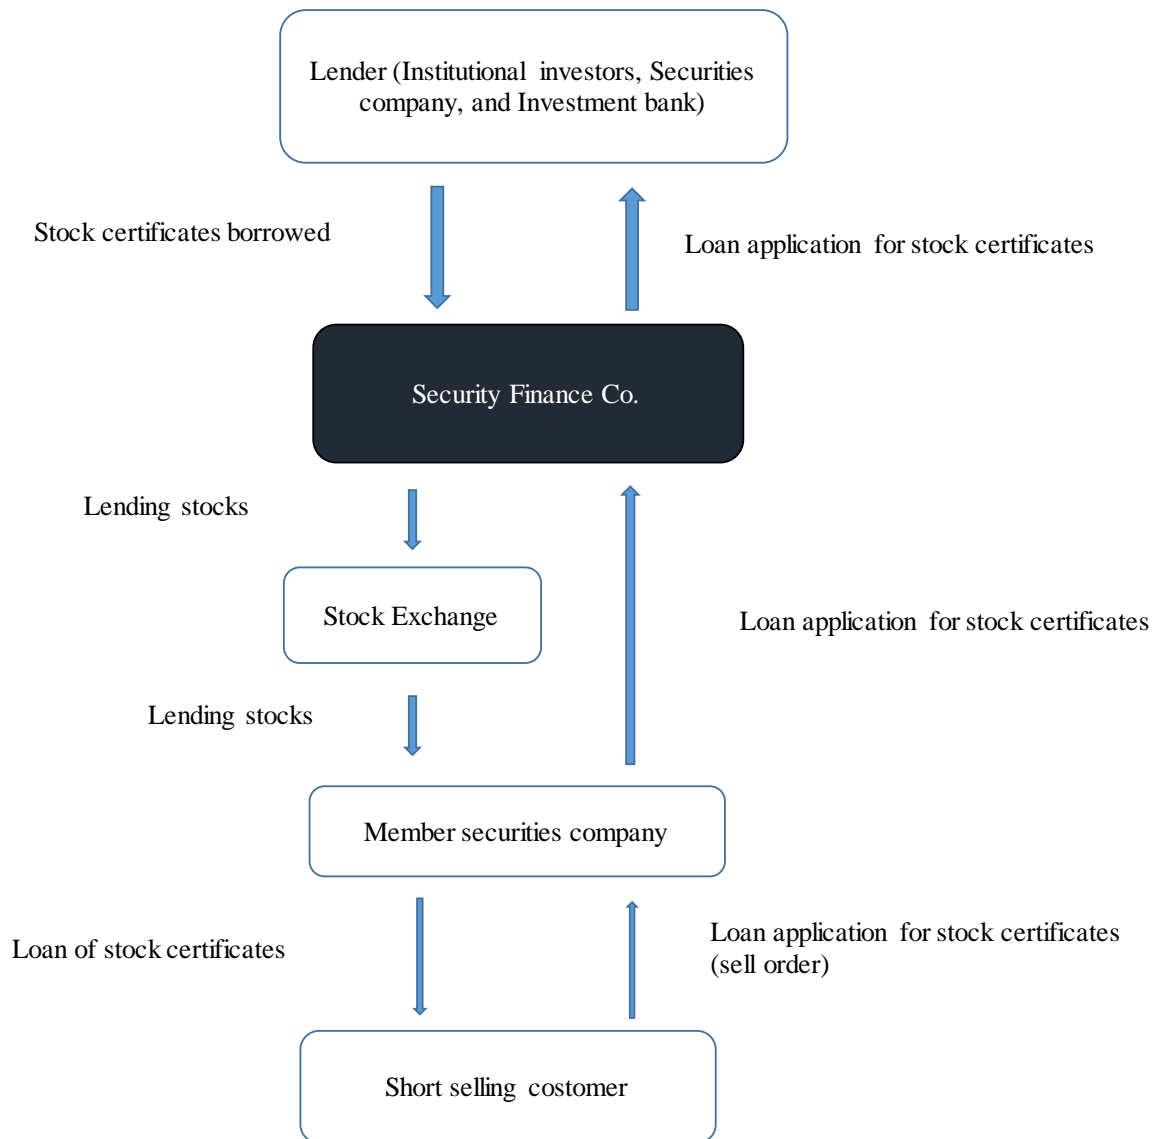 Lender (Institutional investors, Securities
company, and Investment bank)
Stock certificates borrowed
Loan application for stock certificates
Security Finance Co.
Lending stocks
Stock Exchange
Loan application for stock certificates
Lending stocks
Member securities company
Loan of stock certificates
Loan application for stock certificates
(sell order)
Short selling costomer